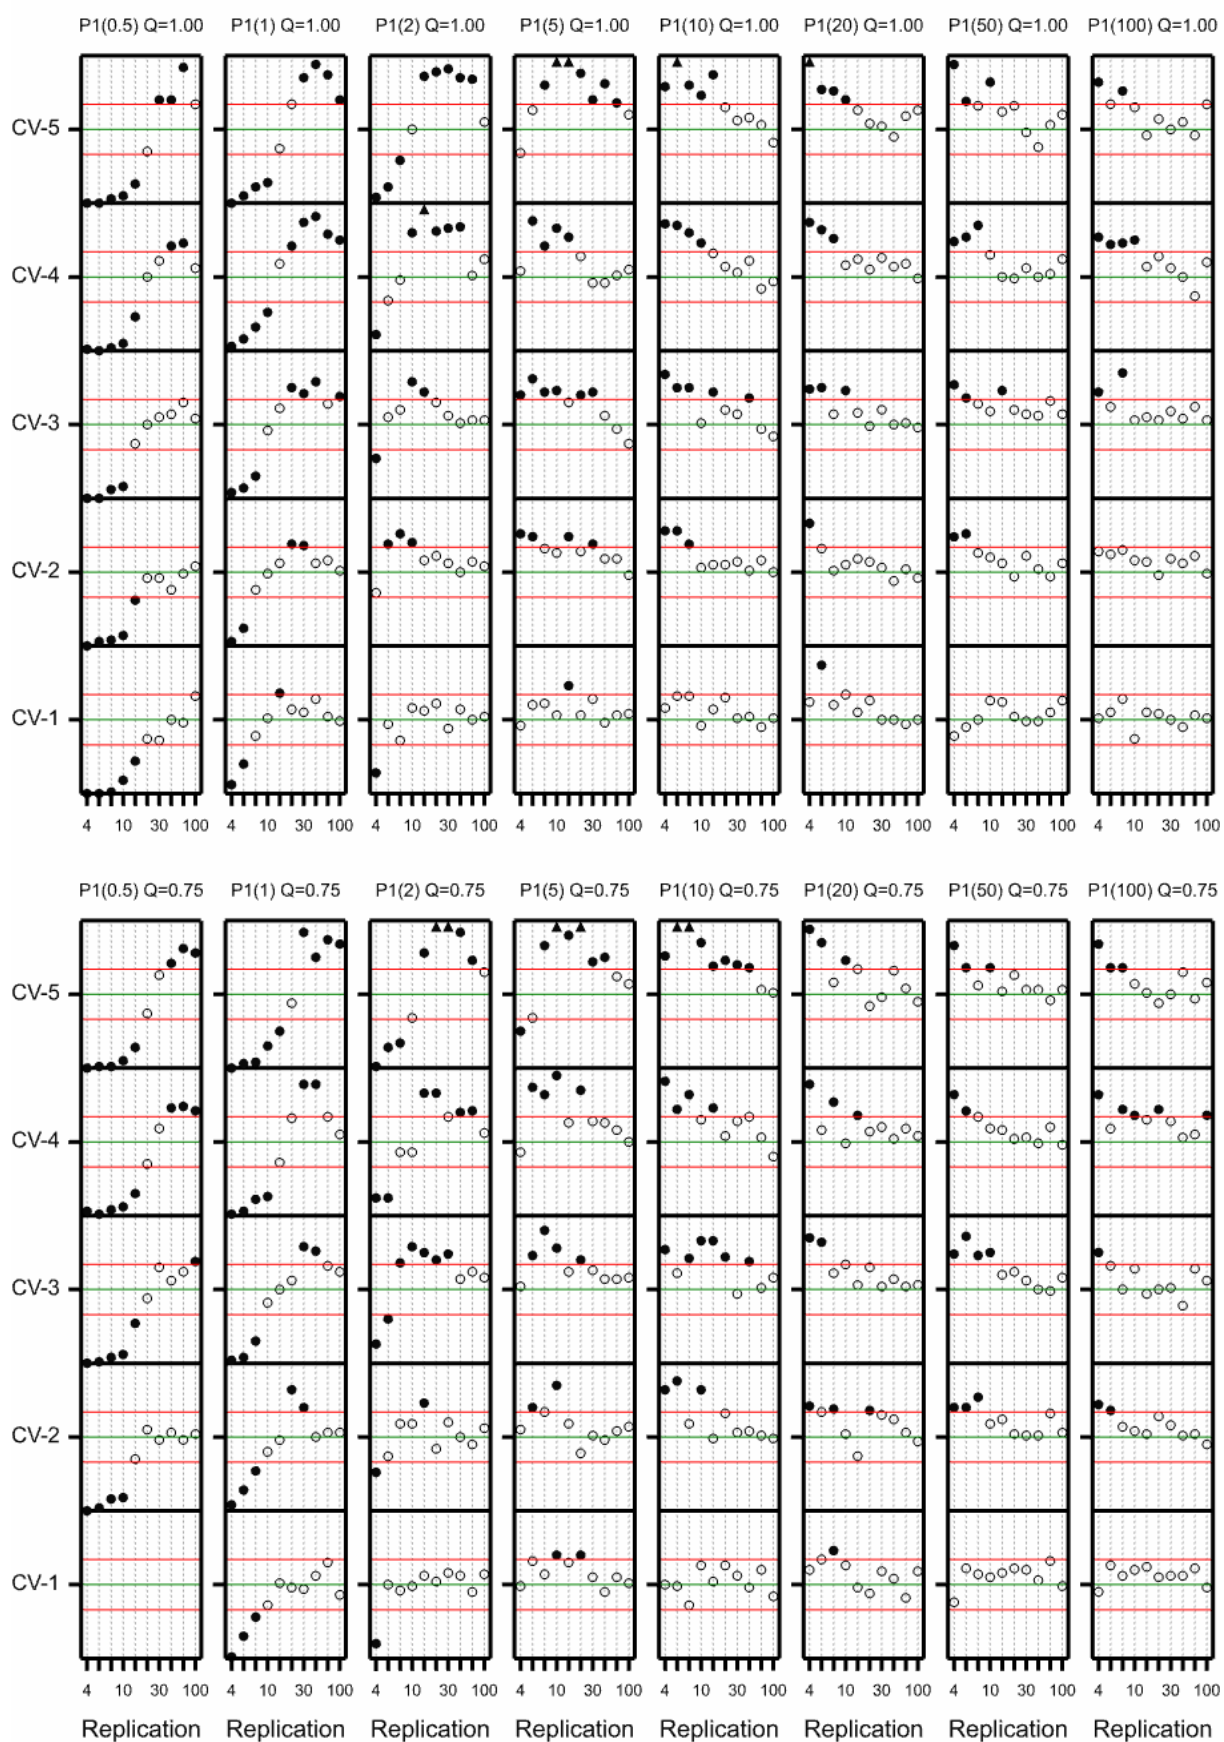 P1(0.5) Q=1.00 P1(1) Q=1.00 P1(2) Q=1.00 P1(5) Q=1.00 P1(10) Q=1.00 P1(20) Q=1.00 P1(50) Q=1.00 P1(100) Q=1.00
CV-5
CV-4
CV-3
CV-2
CV-1
4 10 30 100 4 10 30 100 4 10 30 100 4 10 30 100 4 10 30 100 4 10 30 100 4 10 30 100 4 10 30 100
P1(0.5) Q=0.75 P1(1) Q=0.75 P1(2) Q=0.75 P1(5) Q=0.75 P1(10) Q=0.75 P1(20) Q=0.75 P1(50) Q=0.75 P1(100) Q=0.75
CV-5
CV-4
CV-3
CV-2
CV-1
4 10 30 100 4 10 30 100 4 10 30 100 4 10 30 100 4 10 30 100 4 10 30 100 4 10 30 100 4 10 30 100
Replication Replication Replication Replication Replication Replication Replication Replication